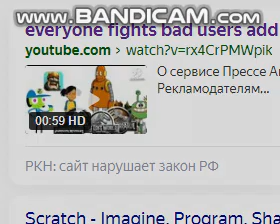 www.BANDICAM.com
everyone fights bad users add
youtube.com › watch?v=rx4CrPMWpik
О сервисе Прессе А
Рекламодателям...
00:59 HD
РКН: сайт нарушает закон РФ
Scratch - Imagine, Program, Sha